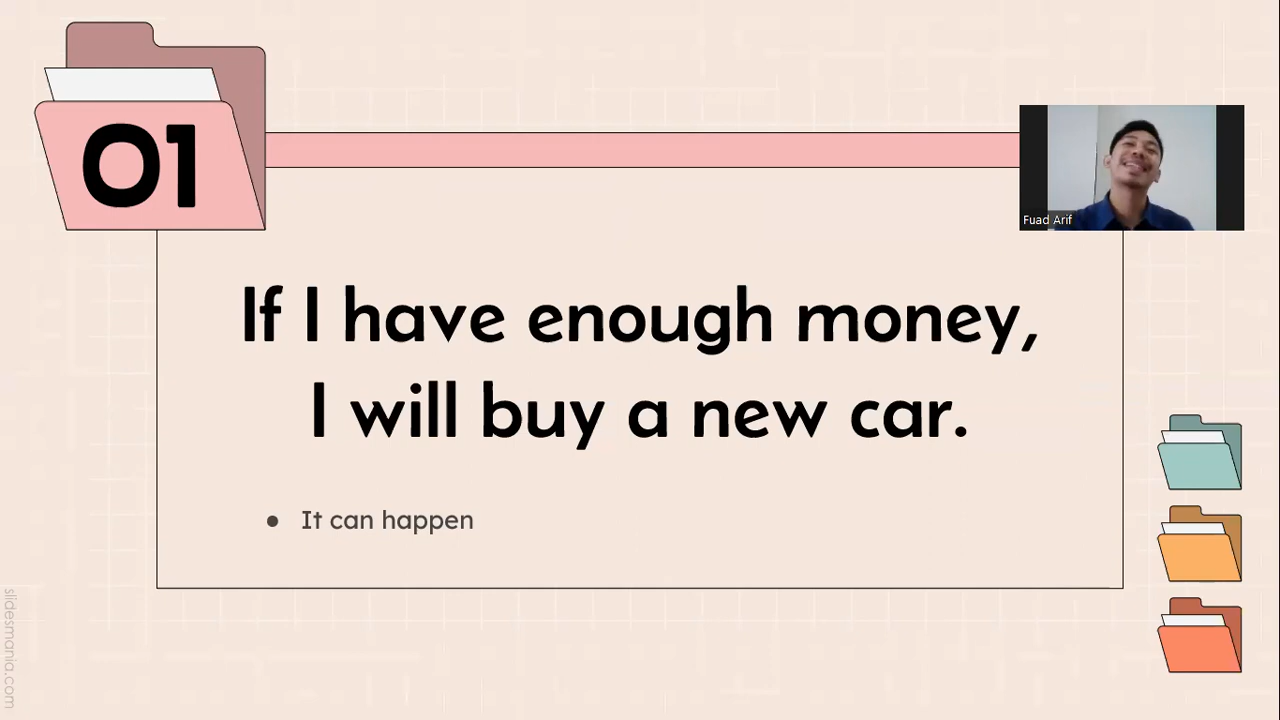 01
Fuad Arif
If I have enough money,
I will buy a new car.
● It can happen
slidesmania.com